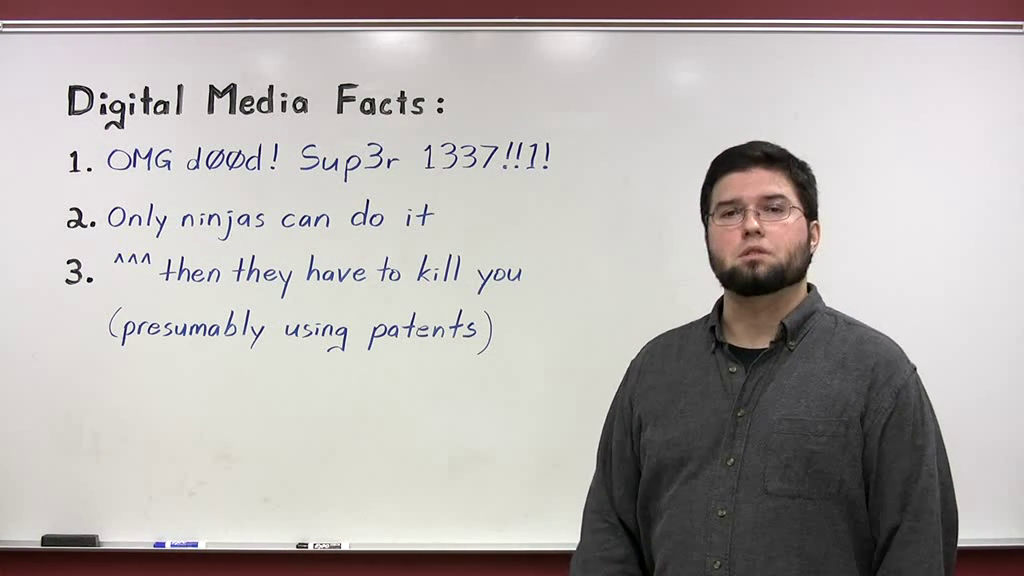 Digital Media Facts:
1. OMG dØØd! Sup3r 1337!!1!
2. Only ninjas can do it
3. ^^^ then they have to kill you
(presumably using patents)